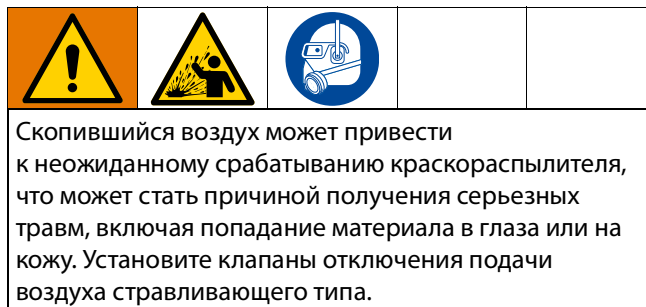 Скопившийся воздух может привести
к неожиданному срабатыванию краскораспылителя,
что может стать причиной получения серьезных
травм, включая попадание материала в глаза или на
кожу. Установите клапаны отключения подачи
воздуха стравливающего типа.